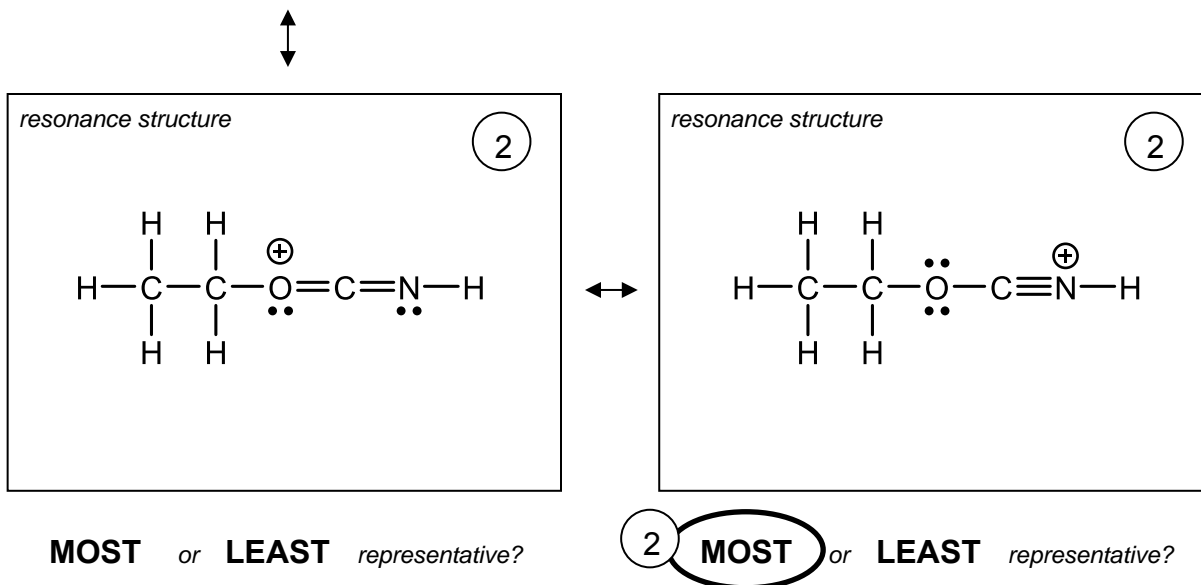 resonance structure 2 resonance structure 2
H H H H
H C C O ⊕ C N H H C C O C N ⊕ H
H H H H
MOST or LEAST representative? 2 MOST or LEAST representative?